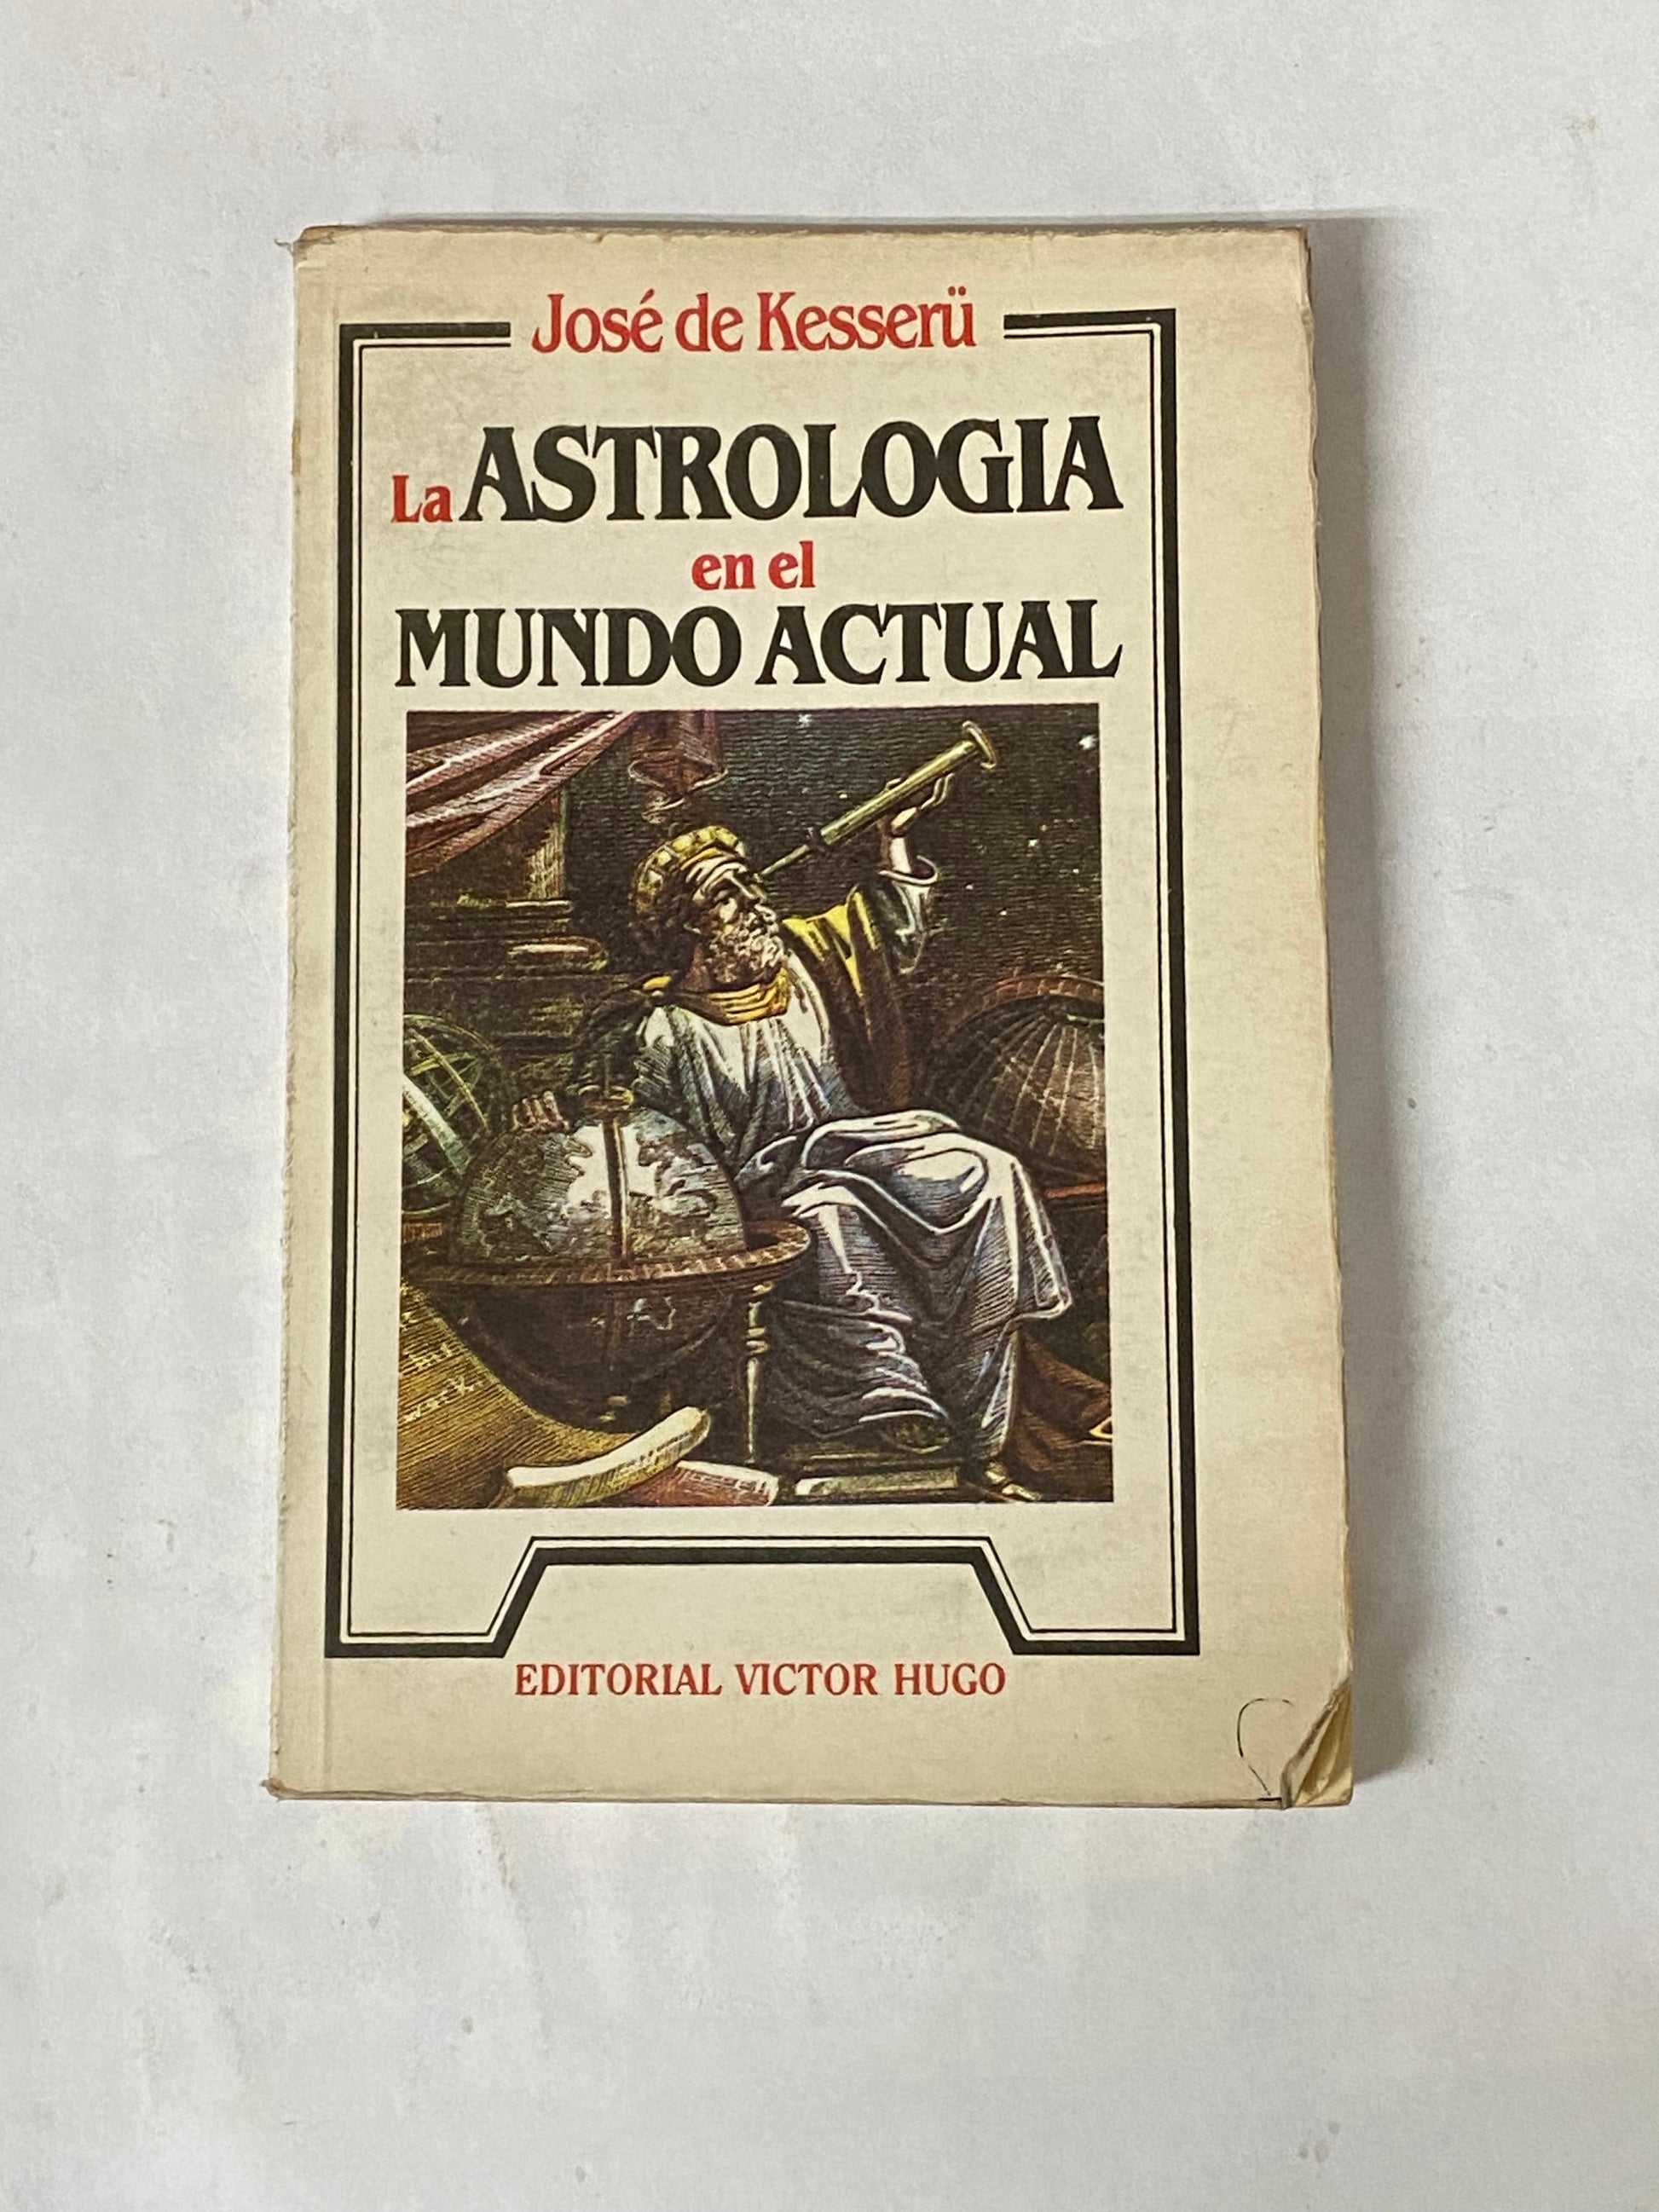 José de Kesserü
La ASTROLOGIA
en el
MUNDO ACTUAL
EDITORIAL VICTOR HUGO